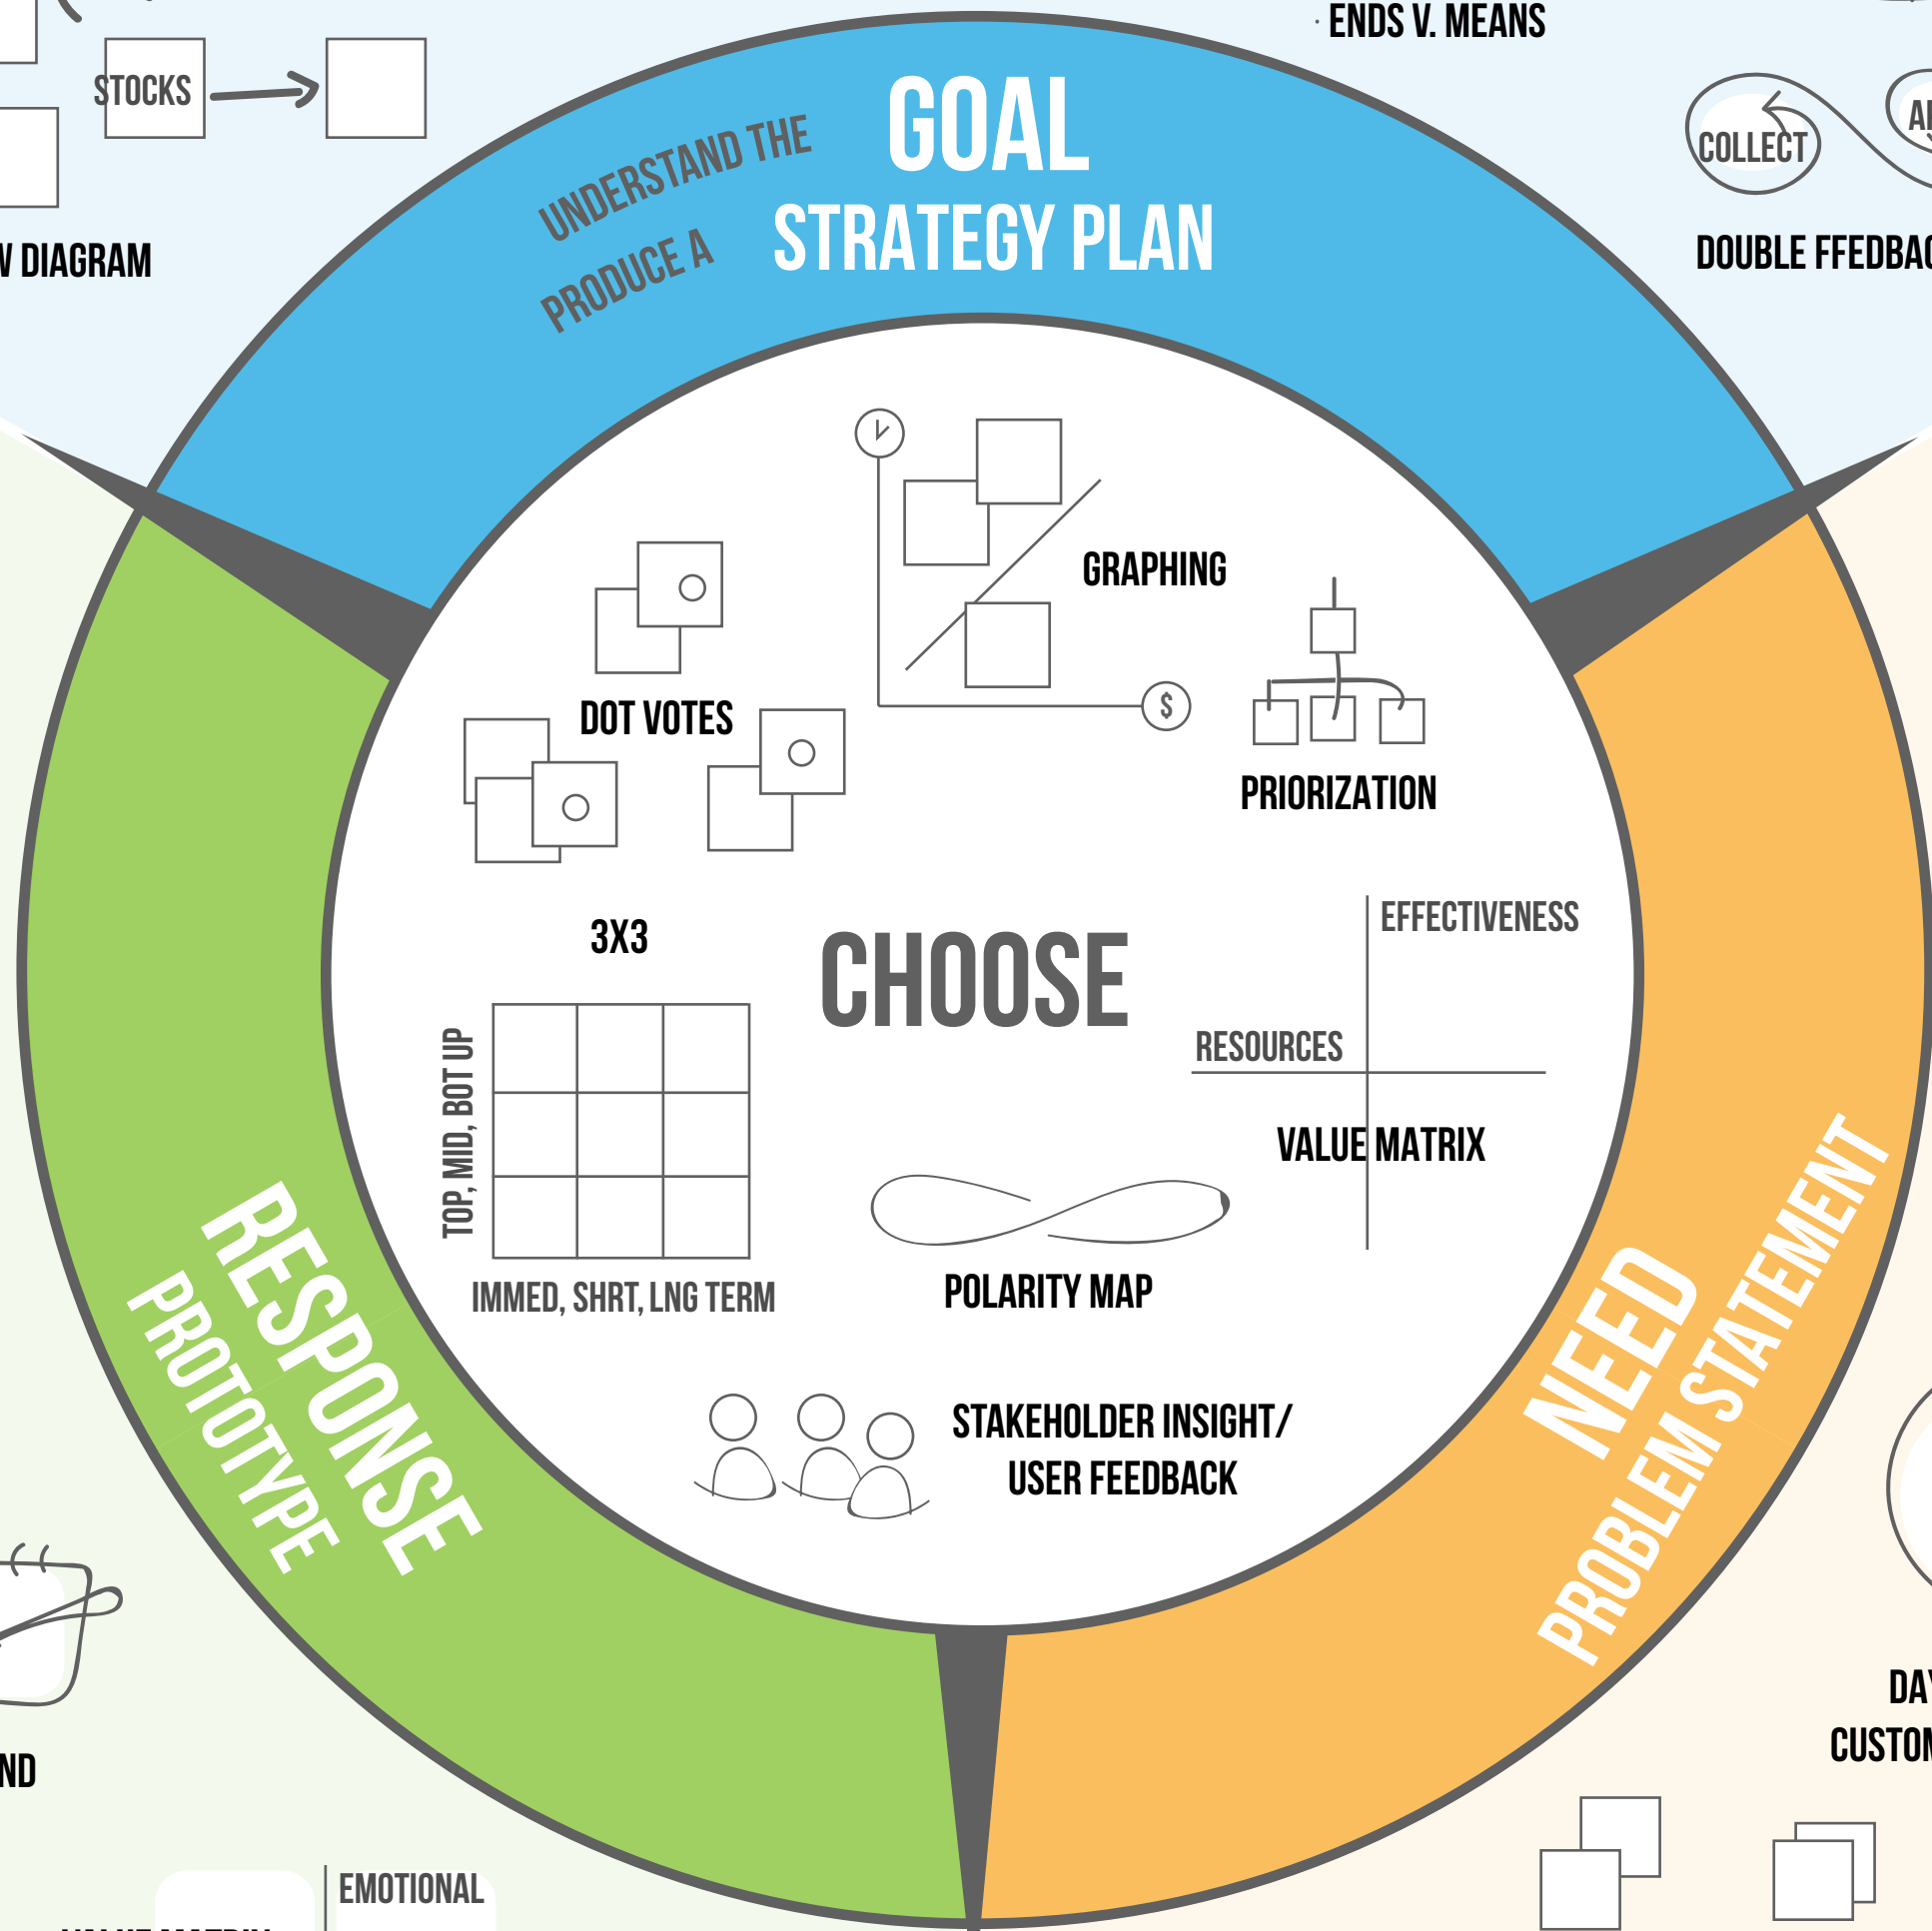 ENDS V. MEANS
STOCKS
COLLECT
DIAGRAM
DOUBLE
UNDERSTAND THE
GOAL
PRODUCE A
STRATEGY PLAN
GRAPHING
$
DOT VOTES
PRIORIZATION
3X3
CHOOSE
EFFECTIVENESS
RESOURCES
VALUE MATRIX
TOP, MID, BOT UP
IMMED, SHRT, LNG TERM
POLARITY MAP
STAKEHOLDER INSIGHT/
USER FEEDBACK
RESPONSE
PROTOTYPE
NEED
PROBLEM STATEMENT
EMOTIONAL